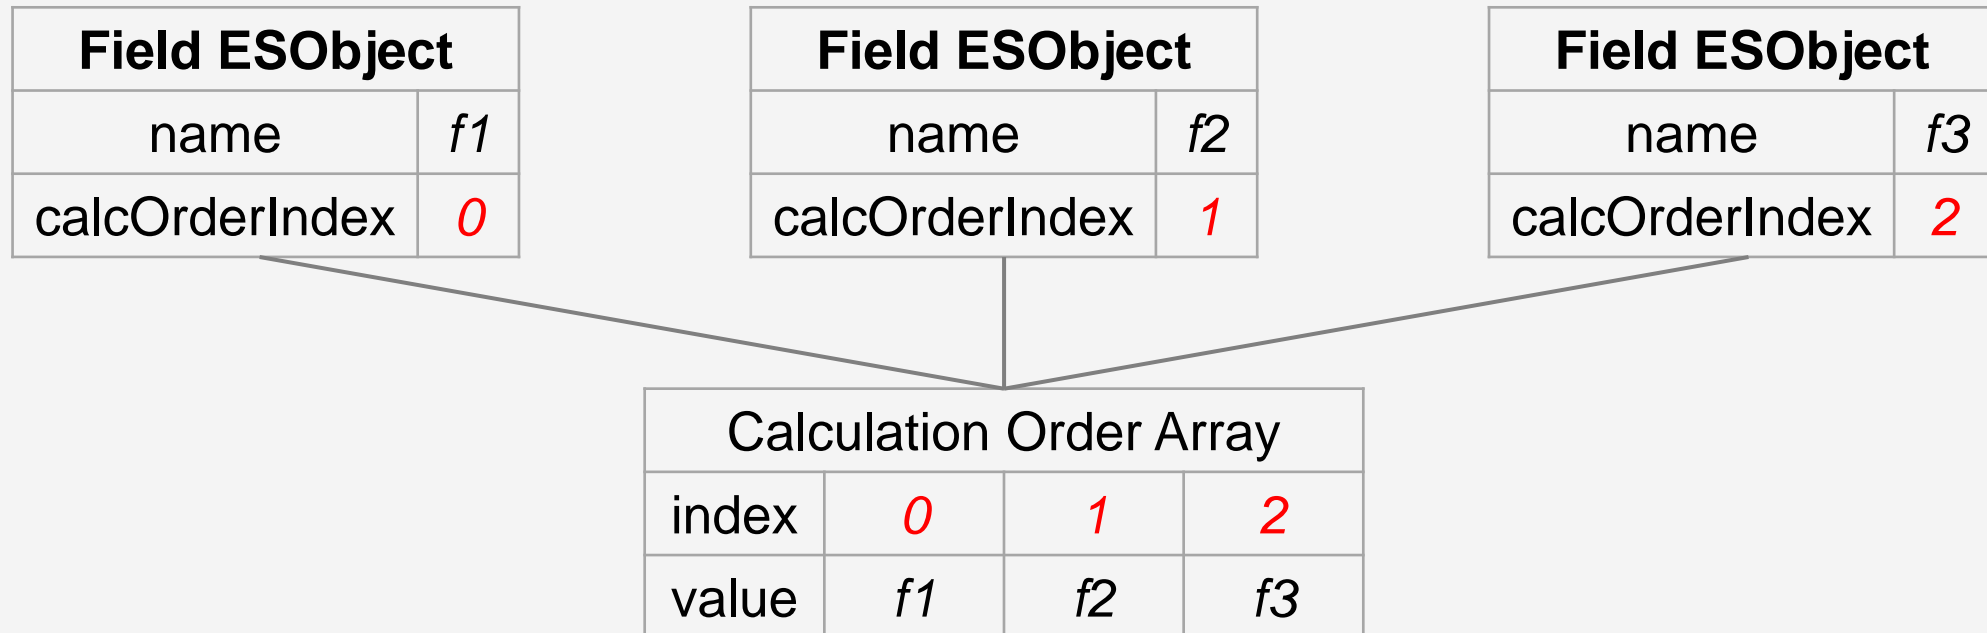 Field ESObject
name f1
calcOrderIndex 0
Field ESObject
name f2
calcOrderIndex 1
Field ESObject
name f3
calcOrderIndex 2
Calculation Order Array
index 0 1 2
value f1 f2 f3